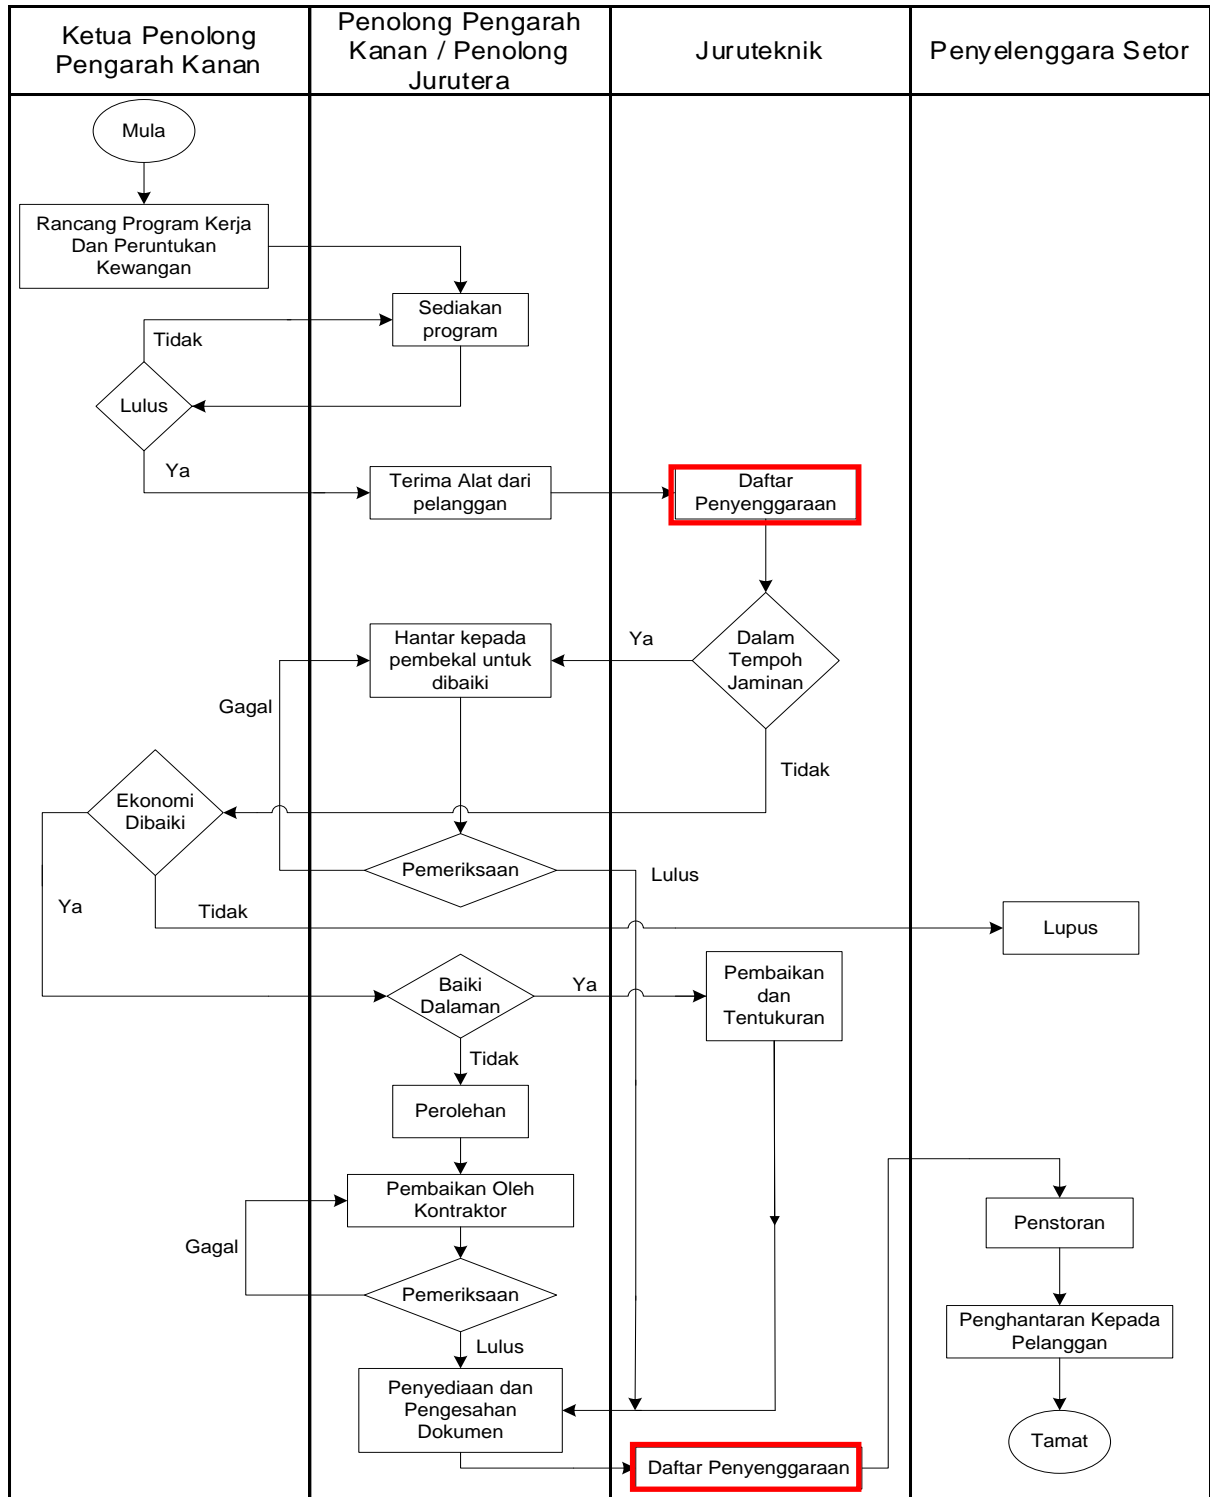 Ketua Penolong
Pengarah Kanan
Penolong Pengarah
Kanan / Penolong
Jurutera
Juruteknik
Penyelenggara Setor
Mula
Rancang Program Kerja
Dan Peruntukan
Kewangan
Sediakan
program
Tidak
Lulus
Ya
Terima Alat dari
pelanggan
Daftar
Penyenggaraan
Hantar kepada
pembekal untuk
dibaiki
Ya
Dalam
Tempoh
Jaminan
Gagal
Tidak
Ekonomi
Dibaiki
Pemeriksaan
Lulus
Ya
Tidak
Lupus
Baiki
Dalaman
Ya
Pembaikan
dan
Tentukuran
Tidak
Perolehan
Pembaikan Oleh
Kontraktor
Gagal
Pemeriksaan
Lulus
Penstoran
Penghantaran Kepada
Pelanggan
Penyediaan dan
Pengesahan
Dokumen
Tamat
Daftar Penyenggaraan